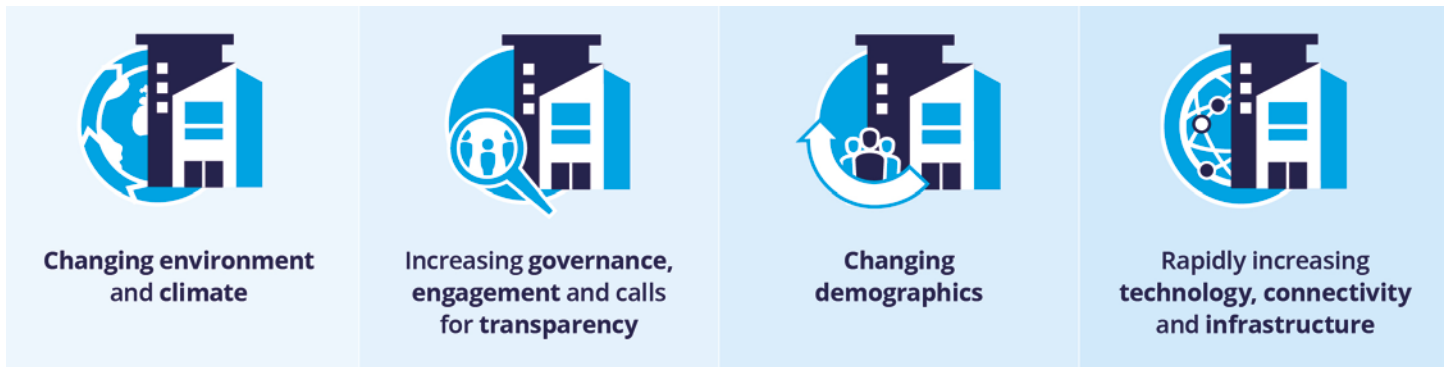 Changing environment
and climate
Increasing governance,
engagement and calls
for transparency
Changing
demographics
Rapidly increasing
technology, connectivity
and infrastructure